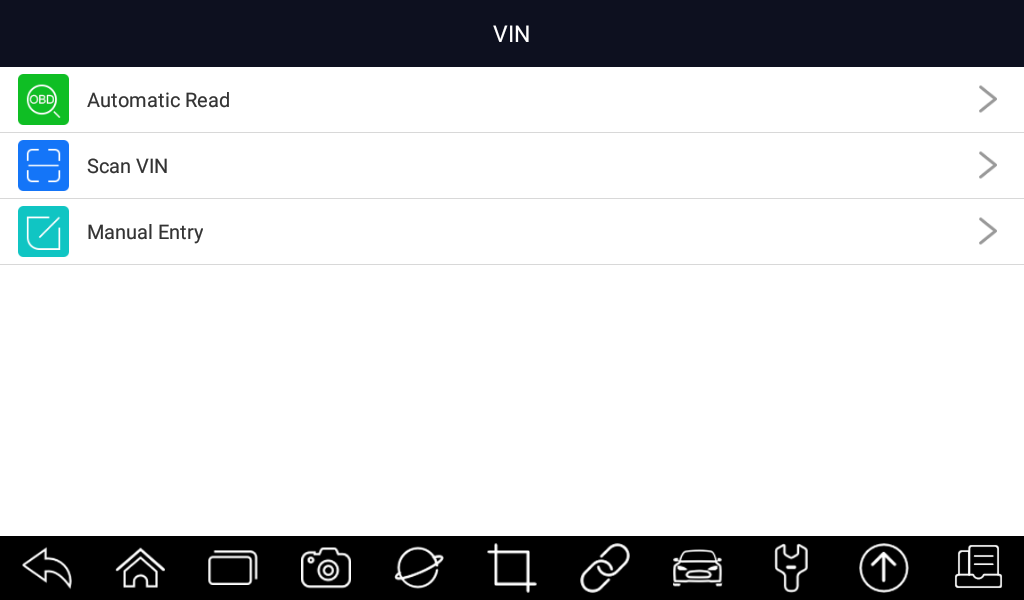 VIN
OBD
Automatic Read
Scan VIN
Manual Entry